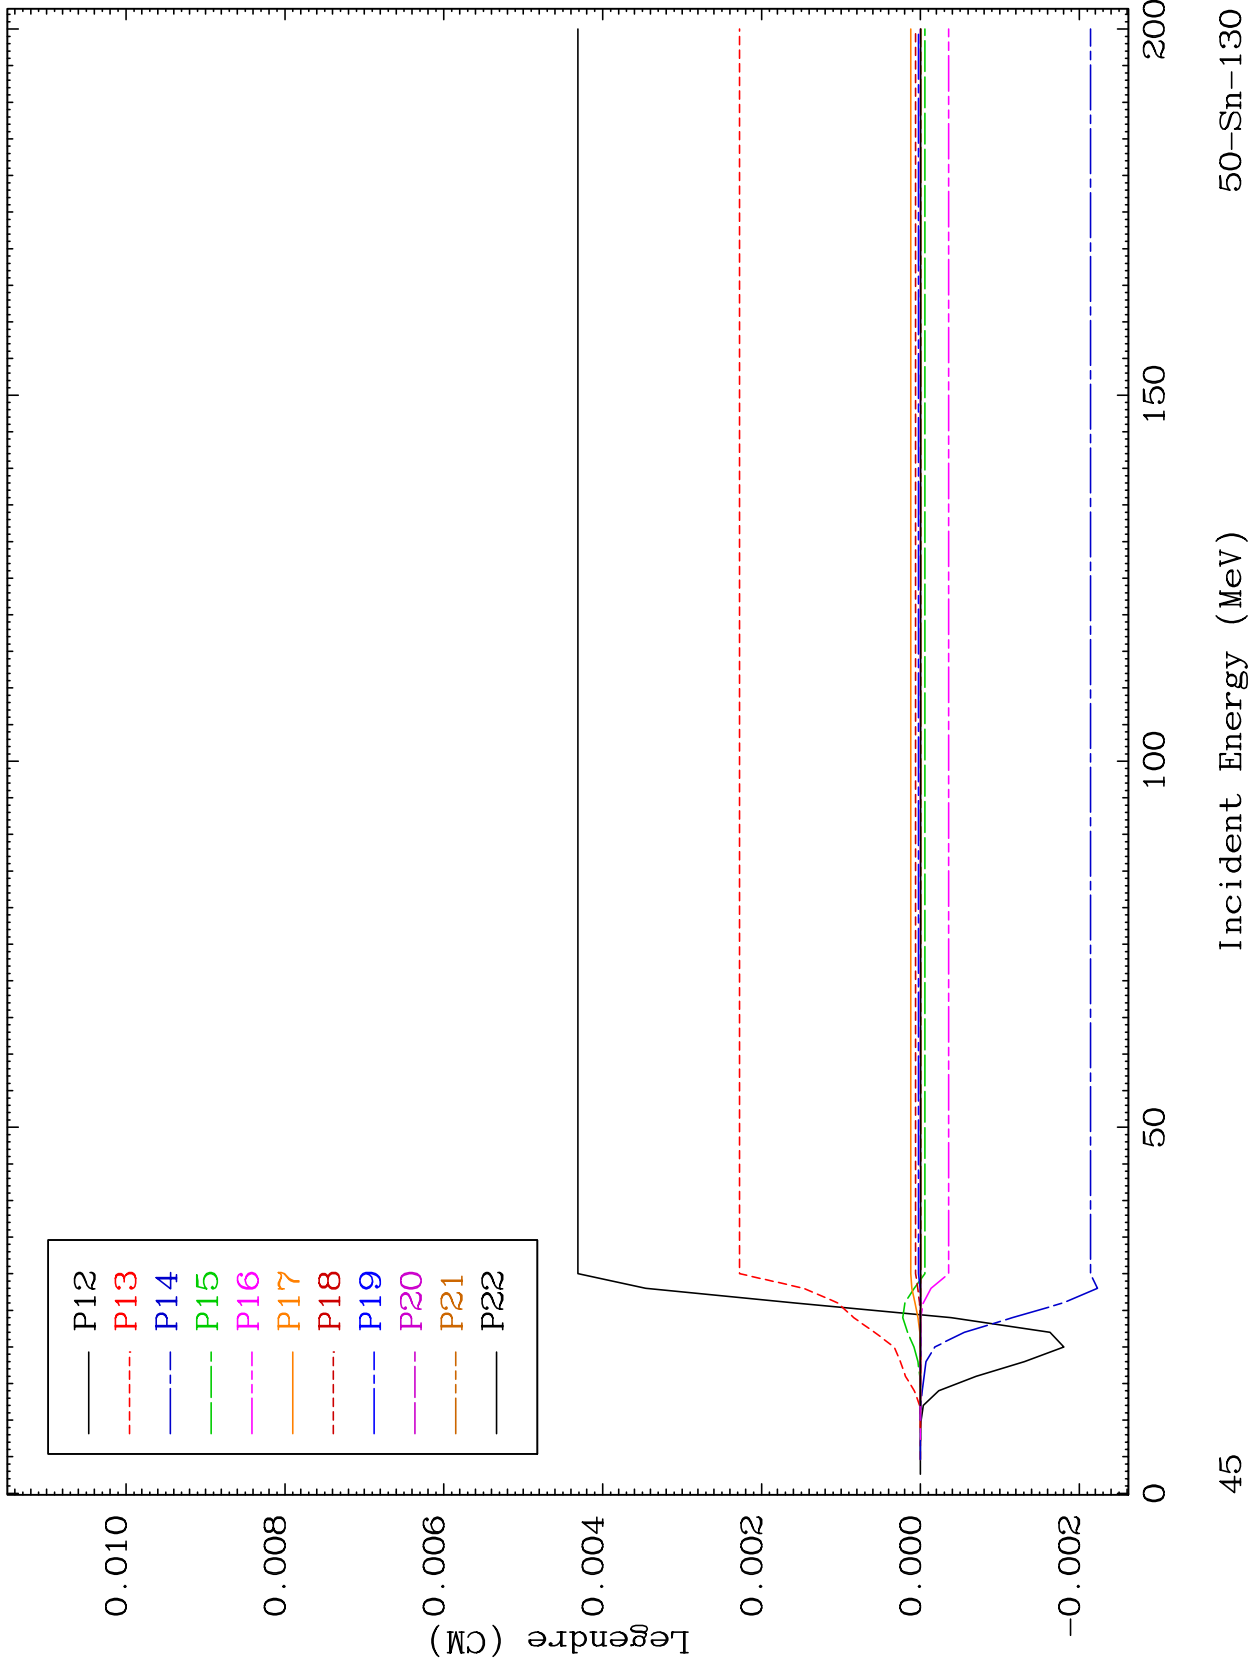 P12
P13
P14
P15
P16
P17
P18
P19
P20
P21
P22
0.010
0.008
0.006
0.004
0.002
0.000
-0.002
Legendre (CM)
0
50
100
150
200
Incident Energy (MeV)
45
50-Sn-130